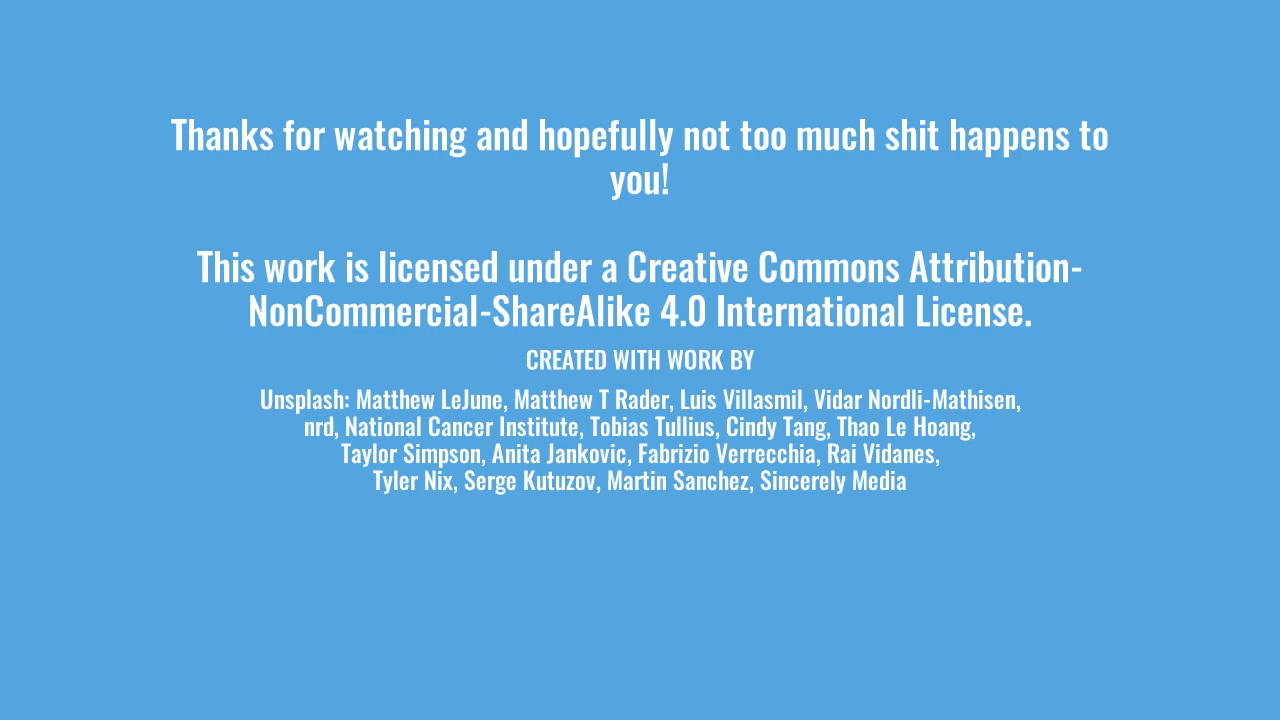 Thanks for watching and hopefully not too much shit happens to
you!
This work is licensed under a Creative Commons Attribution-
NonCommercial-ShareAlike 4.0 International License.
CREATED WITH WORK BY
Unsplash: Matthew LeJune, Matthew T Rader, Luis Villasmil, Vidar Nordli-Mathisen,
nrd, National Cancer Institute, Tobias Tullius, Cindy Tang, Thao Le Hoang,
Taylor Simpson, Anita Jankovic, Fabrizio Verrecchia, Rai Vidanes,
Tyler Nix, Serge Kutuzov, Martin Sanchez, Sincerely Media